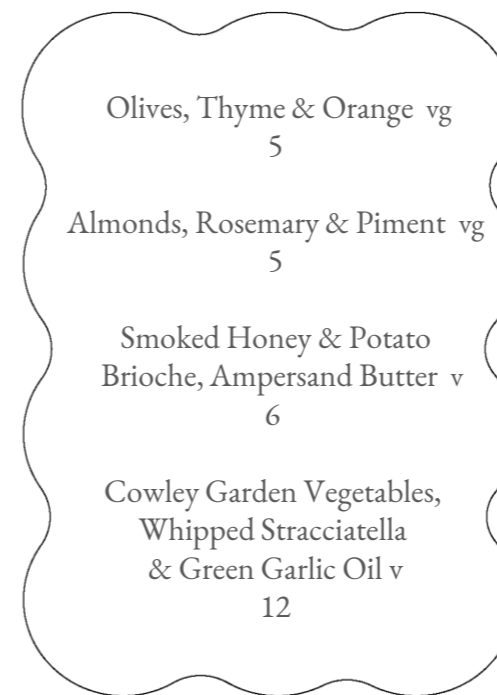 Olives, Thyme & Orange vg
5
Almonds, Rosemary & Piment vg
5
Smoked Honey & Potato
Brioche, Ampersand Butter v
6
Cowley Garden Vegetables,
Whipped Stracciatella
& Green Garlic Oil v
12